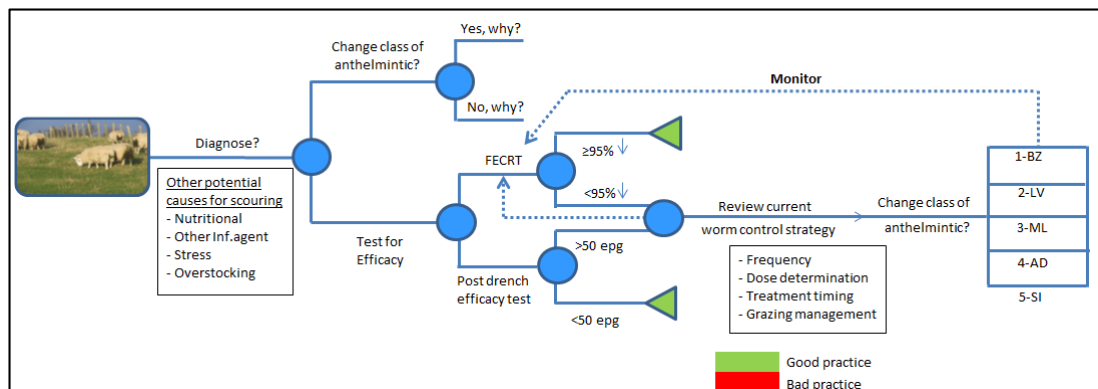 Yes, why?
Change class of
anthelmintic?
No, why?
Monitor
Diagnose?
Other potential
causes for scouring
- Nutritional
- Other Inf.agent
- Stress
- Overstocking
FECRT
≥95% ↓
<95% ↓
Test for
Efficacy
>50 epg
Post drench
efficacy test
<50 epg
Review current
worm control strategy
- Frequency
- Dose determination
- Treatment timing
- Grazing management
Change class of
anthelmintic?
1-BZ
2-LV
3-ML
4-AD
5-SI
Good practice
Bad practice